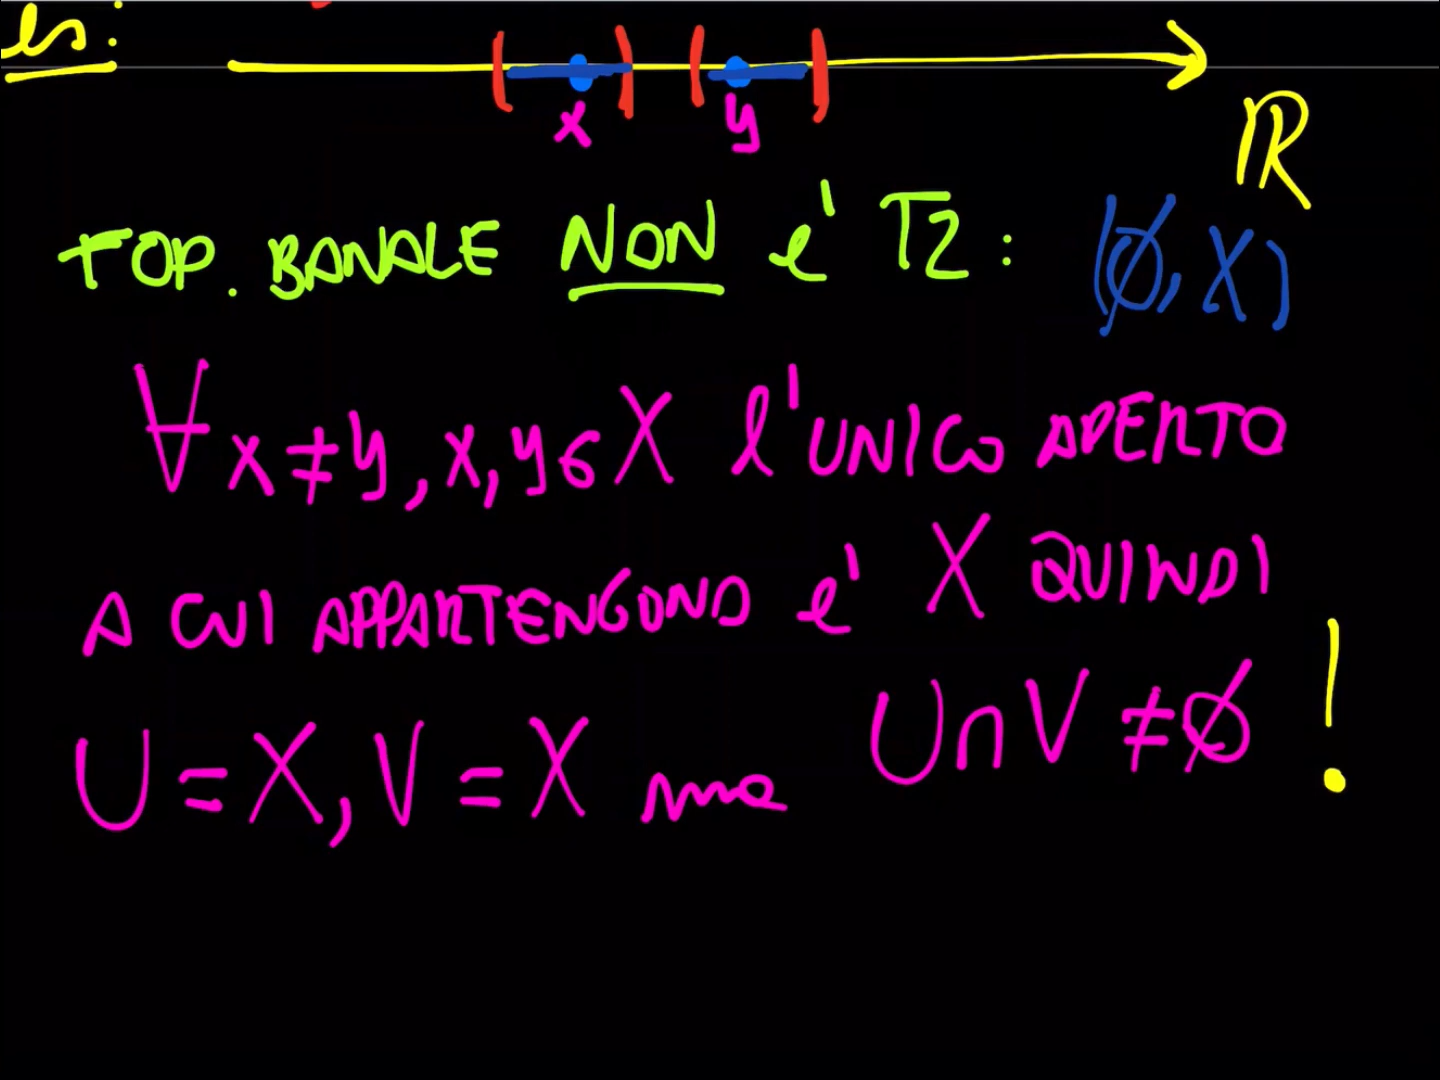 es:
x y
ℝ
TOP. BANALE NON e' T2: (∅, X)
∀ x≠y, x, y ∈ X l'UNICO APERTO
A CUI APPARTENGONO e' X QUINDI
U = X, V = X ma U∩V ≠ ∅ !